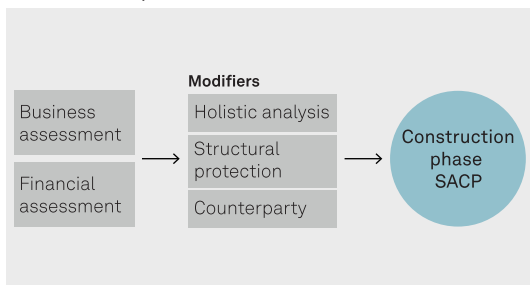 Business
assessment
Financial
assessment
Modifiers
Holistic analysis
Structural
protection
Counterparty
Construction
phase
SACP